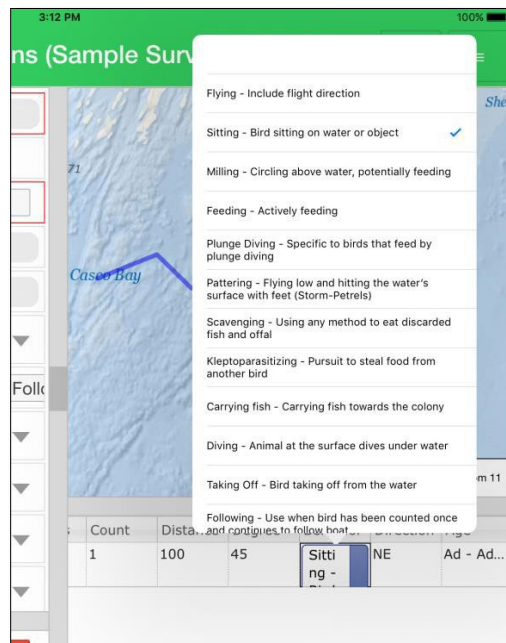 3:12 PM
100%
ns (Sample Surv
Flying - Include flight direction
She
Sitting - Bird sitting on water or object
71
Milling - Circling above water, potentially feeding
Feeding - Actively feeding
Plunge Diving - Specific to birds that feed by
plunge diving
Casco Bay
Pattering - Flying low and hitting the water's
surface with feet (Storm-Petrels)
Scavenging - Using any method to eat discarded
fish and offal
Kleptoparasitizing - Pursuit to steal food from
another bird
Follo
Carrying fish - Carrying fish towards the colony
Diving - Animal at the surface dives under water
Taking Off - Bird taking off from the water
om 11
Following - Use when bird has been counted once
and continues to follow boat
s Count
1 100 45 Sitti NE Ad - Ad...
ng -